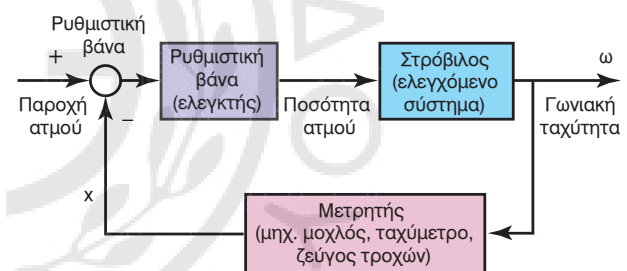 Ρυθμιστική
βάνα
+
Παροχή
ατμού
−
Ρυθμιστική
βάνα
(ελεγκτής)
Ποσότητα
ατμού
Στρόβιλος
(ελεγχόμενο
σύστημα)
ω
Γωνιακή
ταχύτητα
x
Μετρητής
(μηχ. μοχλός, ταχύμετρο,
ζεύγος τροχών)